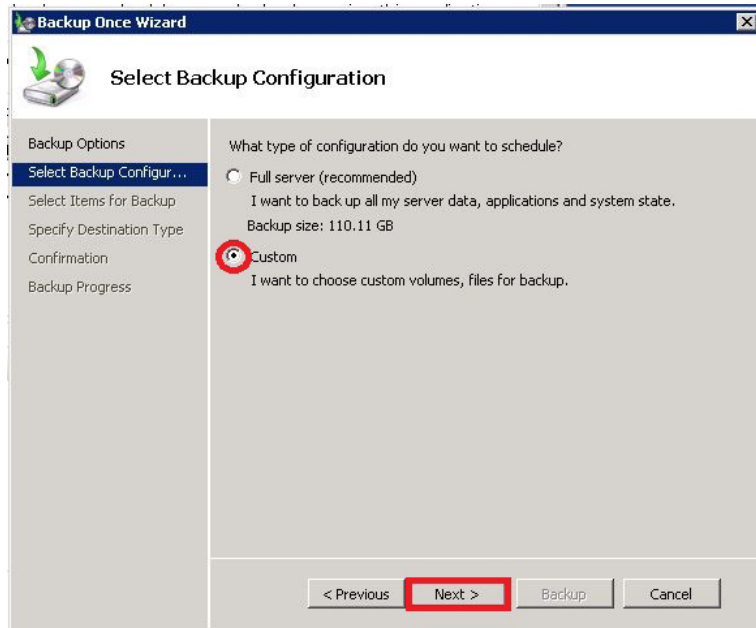 Backup Once Wizard
Select Backup Configuration
Backup Options
Select Backup Configur...
Select Items for Backup
Specify Destination Type
Confirmation
Backup Progress
What type of configuration do you want to schedule?
Full server (recommended)
I want to back up all my server data, applications and system state.
Backup size: 110.11 GB
Custom
I want to choose custom volumes, files for backup.
< Previous
Next >
Backup
Cancel